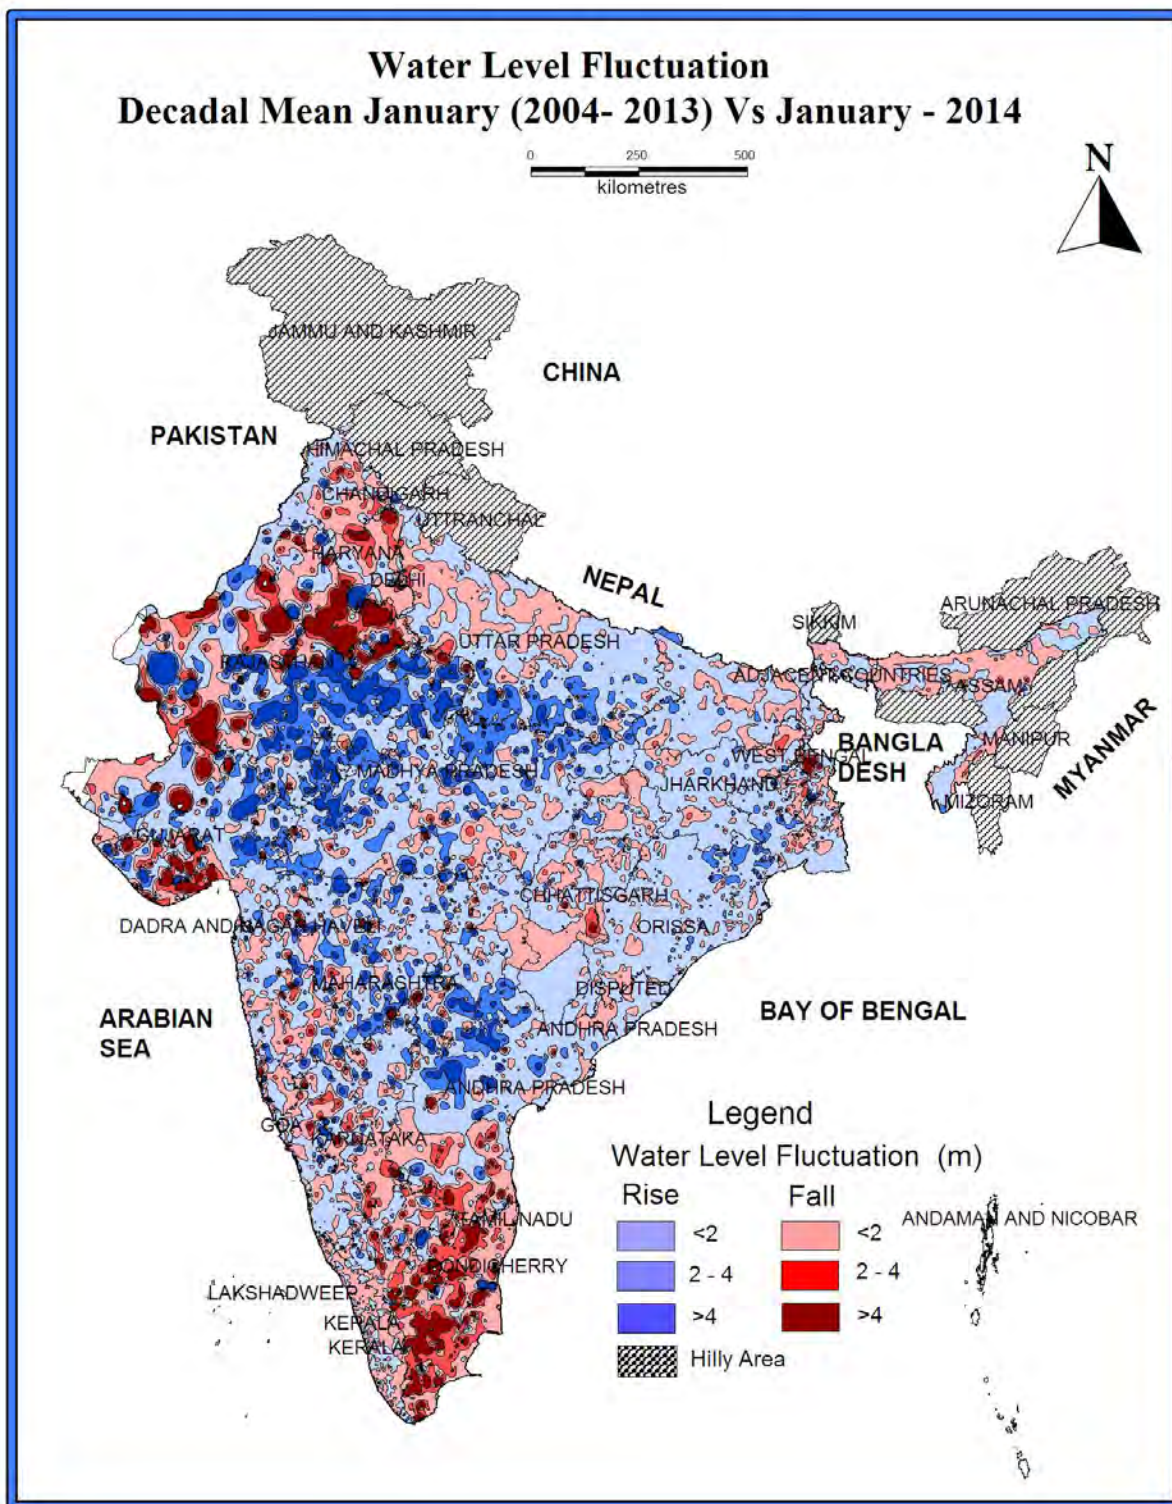 Water Level Fluctuation
Decadal Mean January (2004- 2013) Vs January - 2014
0 250 500
kilometres
N
JAMMU AND KASHMIR
CHINA
PAKISTAN
HIMACHAL PRADESH
CHANDIGARH
UTTRANCHAL
HARYANA
DELHI
NEPAL
ARUNACHAL PRADESH
SIKKIM
UTTAR PRADESH
RAJASTHAN
ADJACENT COUNTRIES
ASSAM
MANIPUR
BANGLA
DESH
MYANMAR
WEST BENGAL
MADHYA PRADESH
JHARKHAND
MIZORAM
GUJARAT
CHHATTISGARH
DADRA AND NAGAR HAVELI
ORISSA
MAHARASHTRA
DISPUTED
ARABIAN
SEA
BAY OF BENGAL
ANDHRA PRADESH
ANDHRA PRADESH
GOA
KARNATAKA
Legend
Water Level Fluctuation (m)
Rise Fall
<2 <2
2 - 4 2 - 4
>4 >4
Hilly Area
TAMIL NADU
ANDAMAN AND NICOBAR
PONDICHERRY
LAKSHADWEEP
KERALA
KERALA